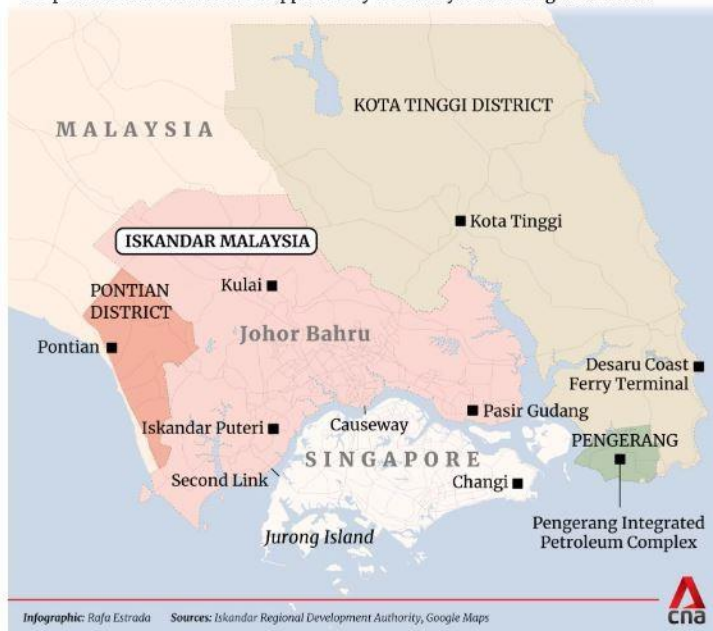 KOTA TINGGI DISTRICT
MALAYSIA
Kota Tinggi
ISKANDAR MALAYSIA
PONTIAN
DISTRICT
Kulai
Johor Bahru
Pontian
Desaru Coast
Ferry Terminal
Pasir Gudang
Iskandar Puteri
Causeway
PENGERANG
SINGAPORE
Second Link
Changi
Jurong Island
Pengerang Integrated
Petroleum Complex
Infographic: Rafa Estrada Sources: Iskandar Regional Development Authority, Google Maps
cna